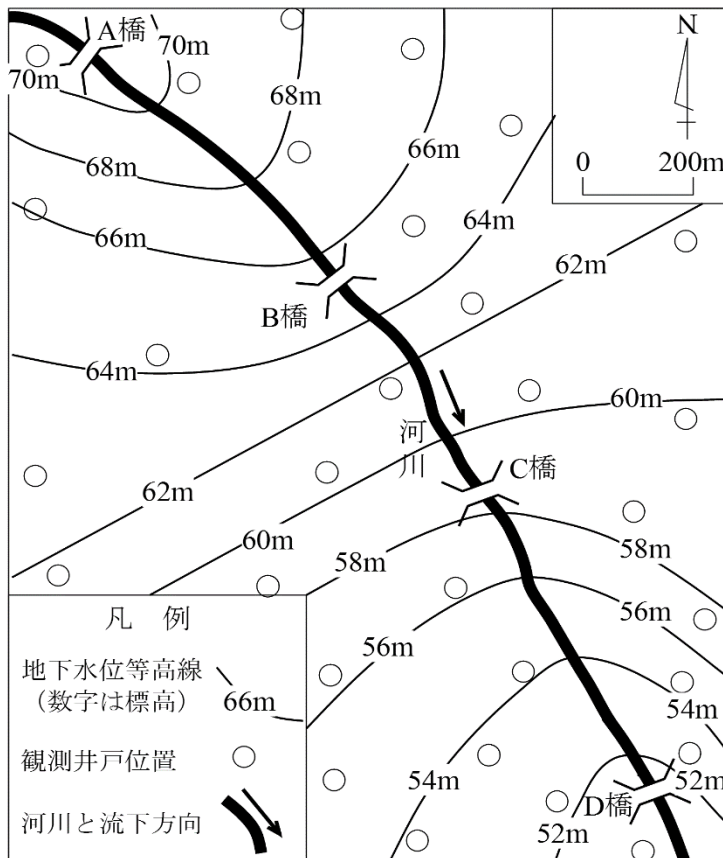 A橋
70m
70m
N
0 200m
68m
68m
66m
66m
64m
62m
B橋
64m
60m
河川
C橋
62m
60m
58m
58m
56m
56m
54m
54m
52m
D橋
52m
凡 例
地下水位等高線
(数字は標高)
66m
観測井戸位置
河川と流下方向